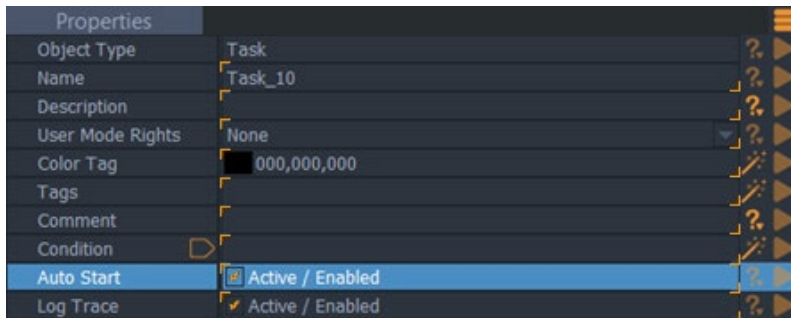 Properties
Object Type Task
Name Task_10
Description
User Mode Rights None
Color Tag 000,000,000
Tags
Comment
Condition
Auto Start Active / Enabled
Log Trace Active / Enabled